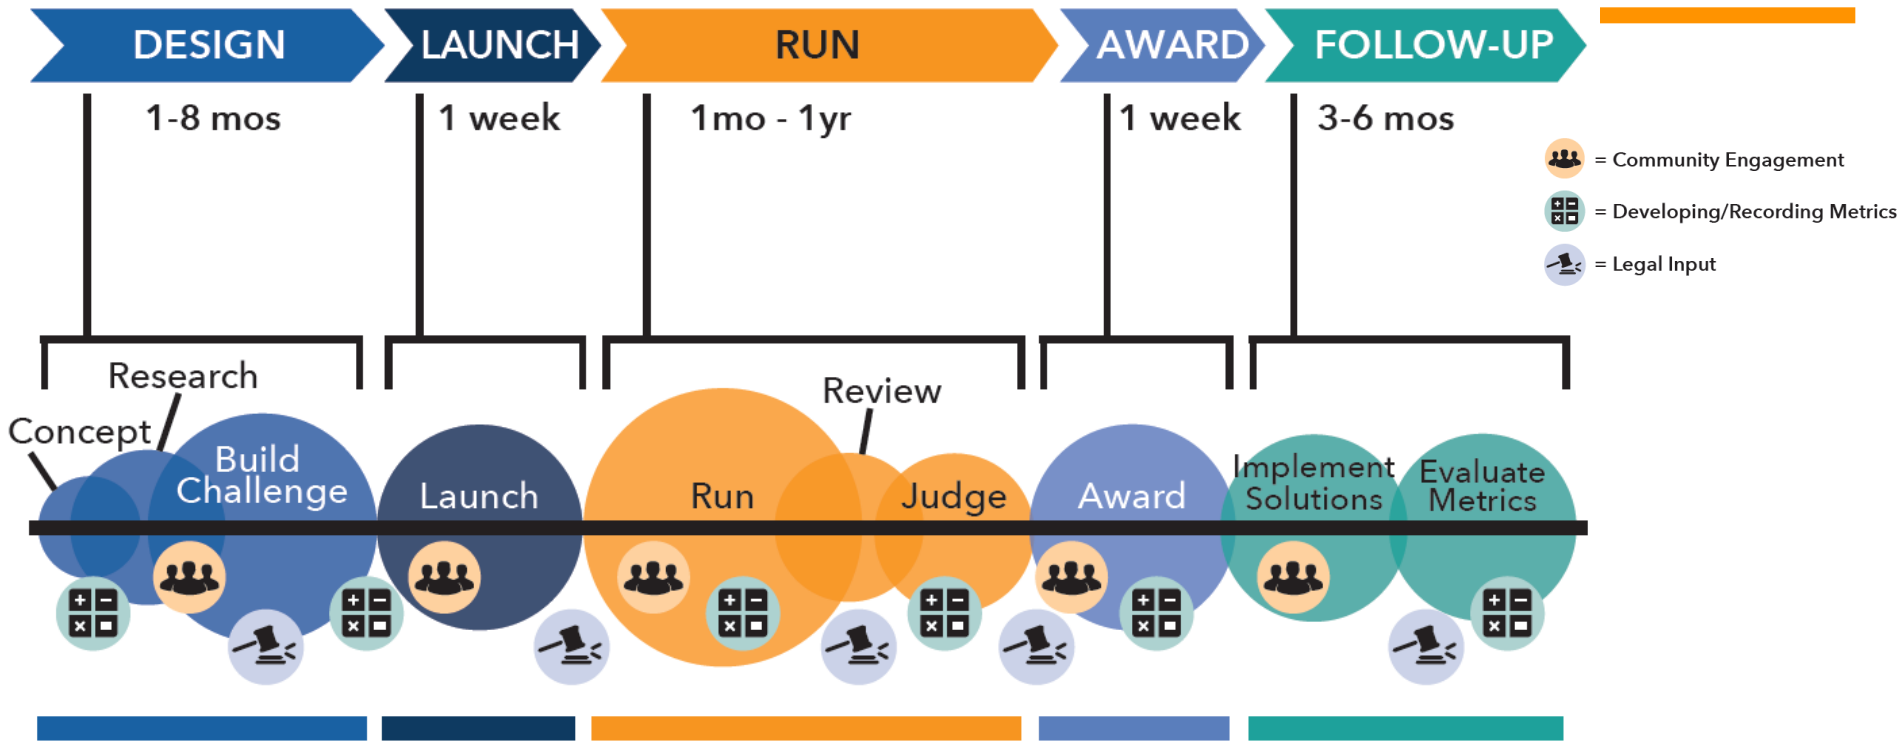 DESIGN
LAUNCH
RUN
AWARD
FOLLOW-UP
1-8 mos
1 week
1mo - 1yr
1 week
3-6 mos
= Community Engagement
= Developing/Recording Metrics
= Legal Input
Concept
Research
Build
Challenge
Launch
Run
Review
Judge
Award
Implement
Solutions
Evaluate
Metrics